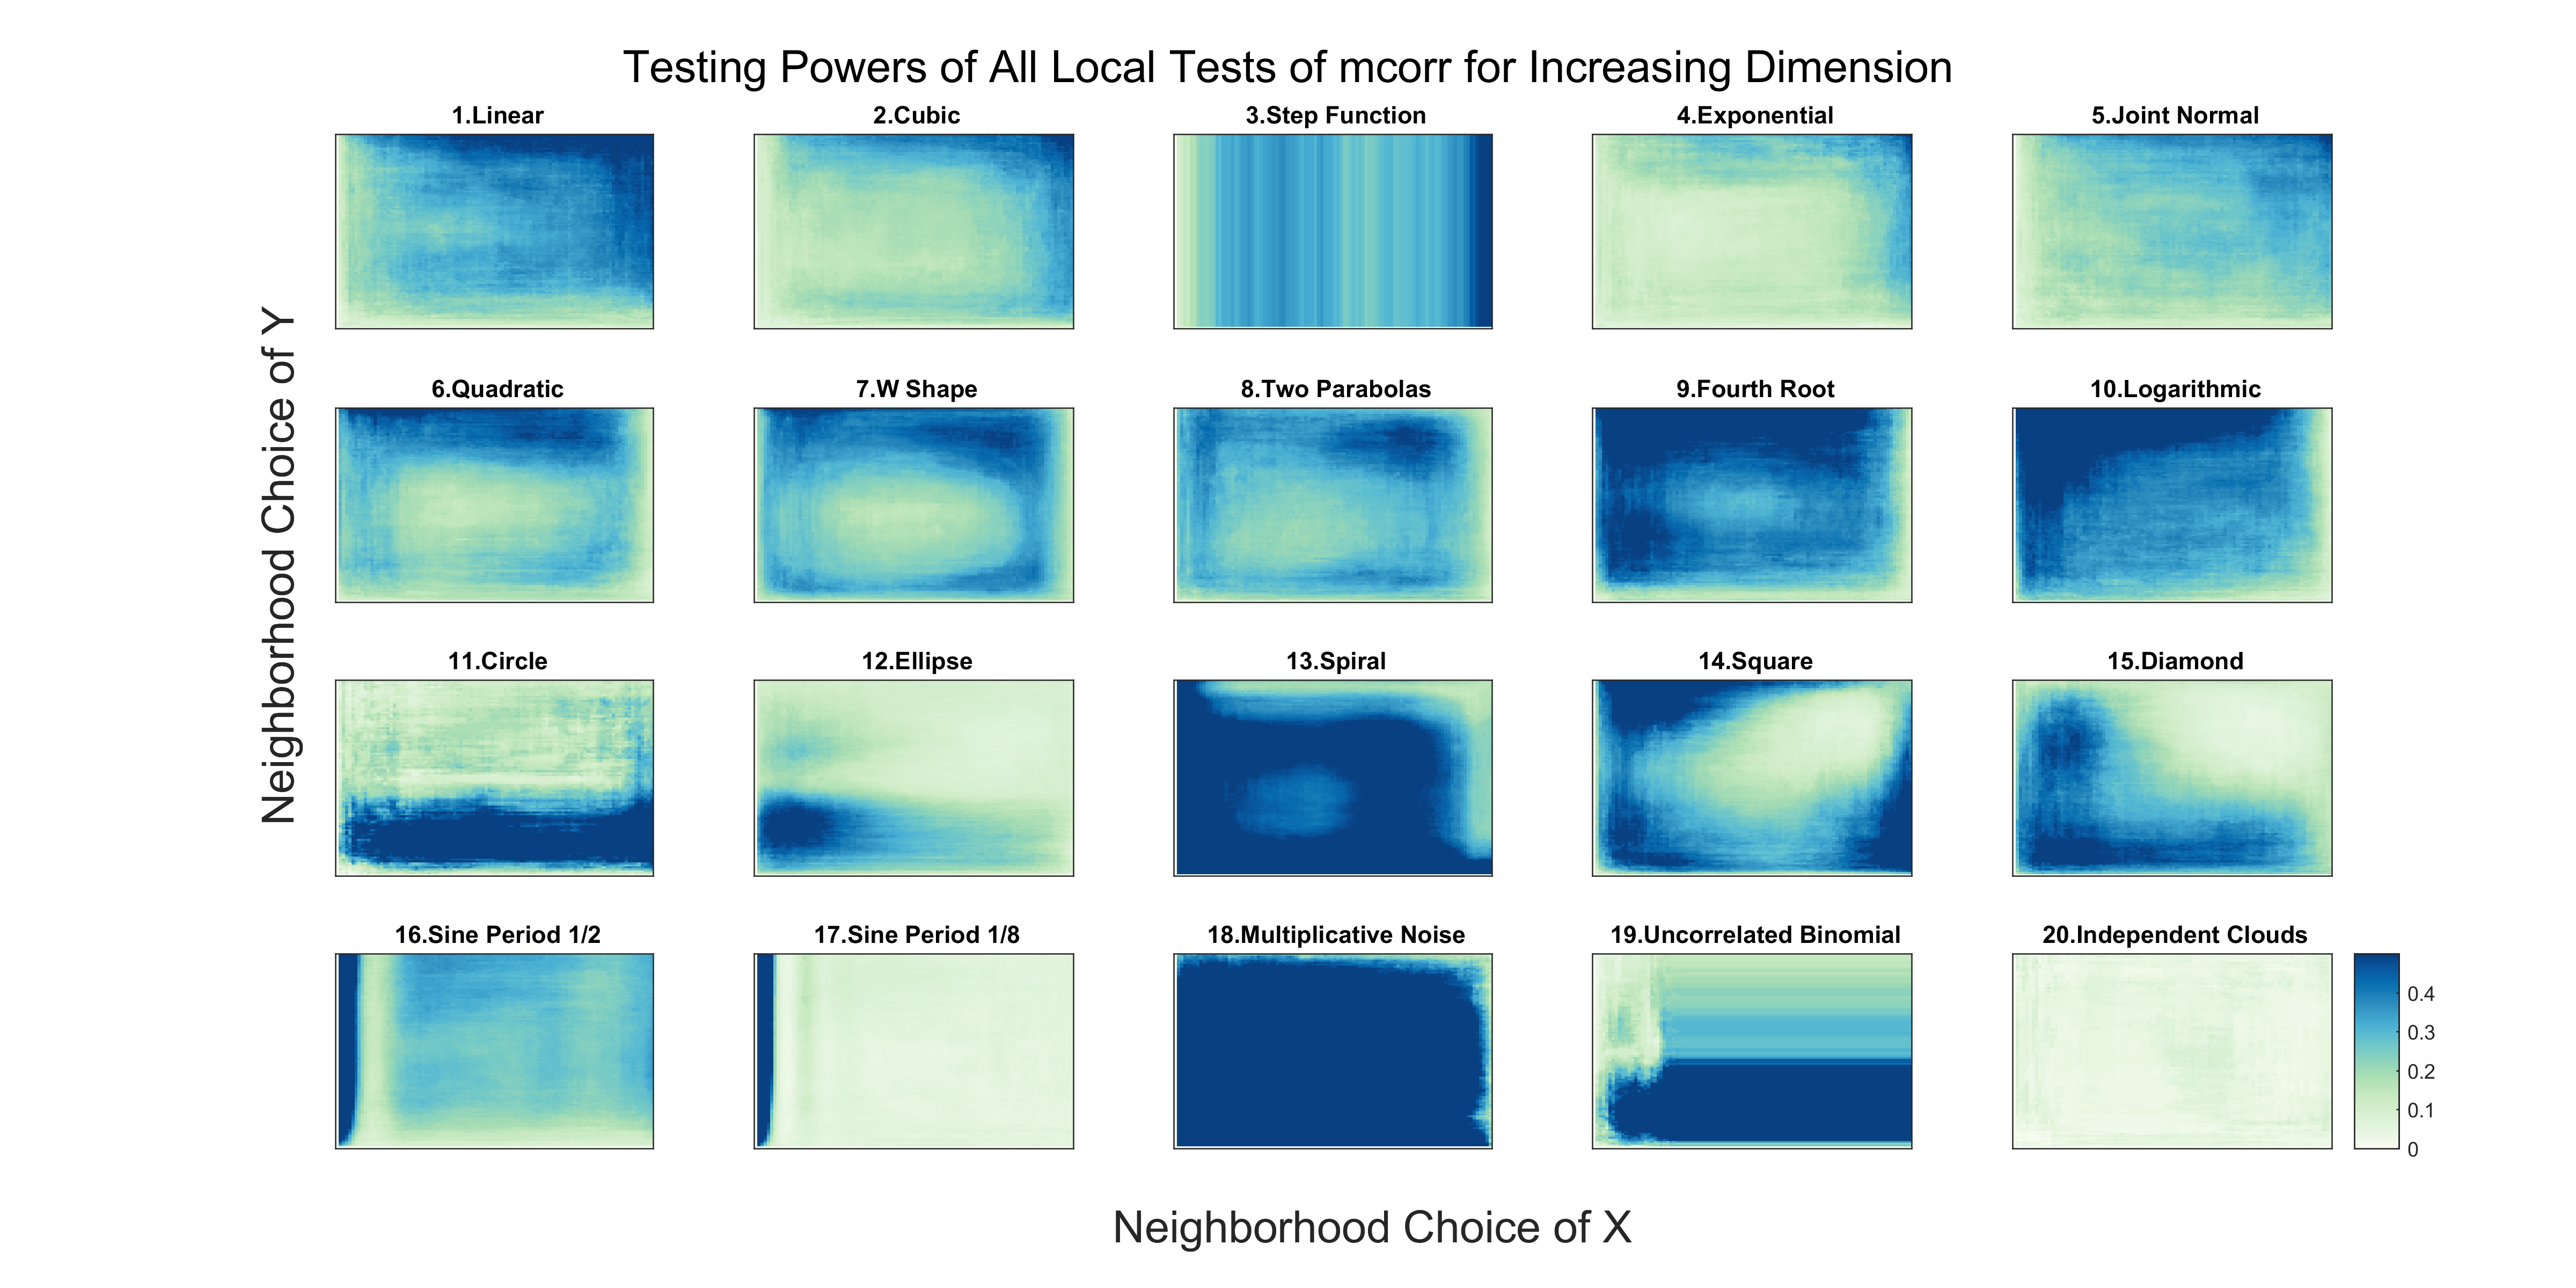 Testing Powers of All Local Tests of mcorr for Increasing Dimension
1.Linear
2.Cubic
3.Step Function
4.Exponential
5.Joint Normal
6.Quadratic
7.W Shape
8.Two Parabolas
9.Fourth Root
10.Logarithmic
11.Circle
12.Ellipse
13.Spiral
14.Square
15.Diamond
16.Sine Period 1/2
17.Sine Period 1/8
18.Multiplicative Noise
19.Uncorrelated Binomial
20.Independent Clouds
0.4
0.3
0.2
0.1
0
Neighborhood Choice of Y
Neighborhood Choice of X